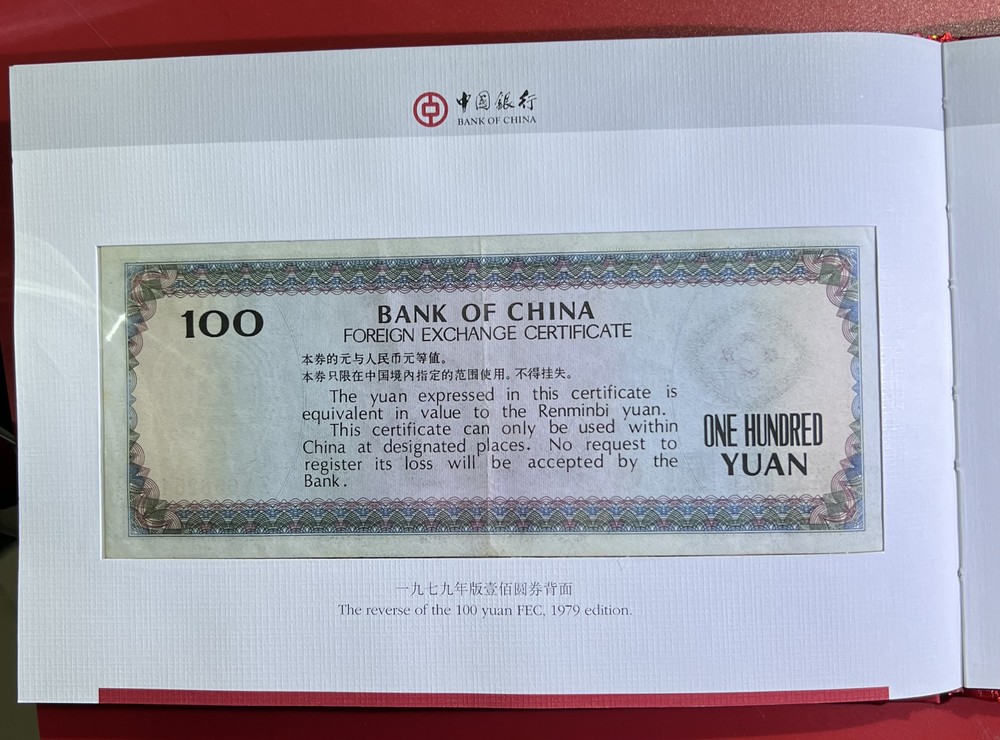 中国银行
BANK OF CHINA
100
BANK OF CHINA
FOREIGN EXCHANGE CERTIFICATE
本券的元与人民币元等值。
本券只限在中国境内指定的范围使用。不得挂失。
The yuan expressed in this certificate is
equivalent in value to the Renminbi yuan.
This certificate can only be used within
China at designated places. No request to
register its loss will be accepted by the
Bank.
ONE HUNDRED
YUAN
一九七九年版壹佰圆券背面
The reverse of the 100 yuan FEC, 1979 edition.